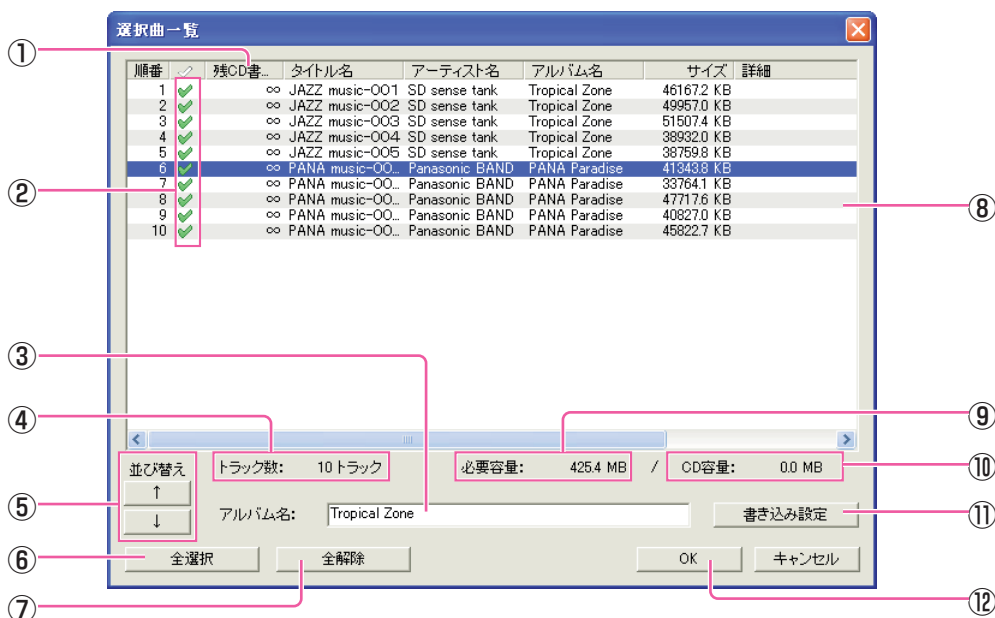 選択曲一覧
①
順番 残CD書... タイトル名 アーティスト名 アルバム名 サイズ 詳細
1 ∞ JAZZ music-001 SD sense tank Tropical Zone 46167.2 KB
2 ∞ JAZZ music-002 SD sense tank Tropical Zone 49957.0 KB
3 ∞ JAZZ music-003 SD sense tank Tropical Zone 51507.4 KB
4 ∞ JAZZ music-004 SD sense tank Tropical Zone 38932.0 KB
5 ∞ JAZZ music-005 SD sense tank Tropical Zone 38759.8 KB
6 ∞ PANA music-00... Panasonic BAND PANA Paradise 41343.8 KB
7 ∞ PANA music-00... Panasonic BAND PANA Paradise 33764.1 KB
② 8 ∞ PANA music-00... Panasonic BAND PANA Paradise 47717.6 KB ⑧
9 ∞ PANA music-00... Panasonic BAND PANA Paradise 40827.0 KB
10 ∞ PANA music-00... Panasonic BAND PANA Paradise 45822.7 KB
③
④ ⑨
並び替え トラック数: 10 トラック 必要容量: 425.4 MB / CD容量: 0.0 MB ⑩
↑
⑤ ↓ アルバム名: Tropical Zone 書き込み設定 ⑪
⑥ 全選択 全解除 OK キャンセル
⑦ ⑫